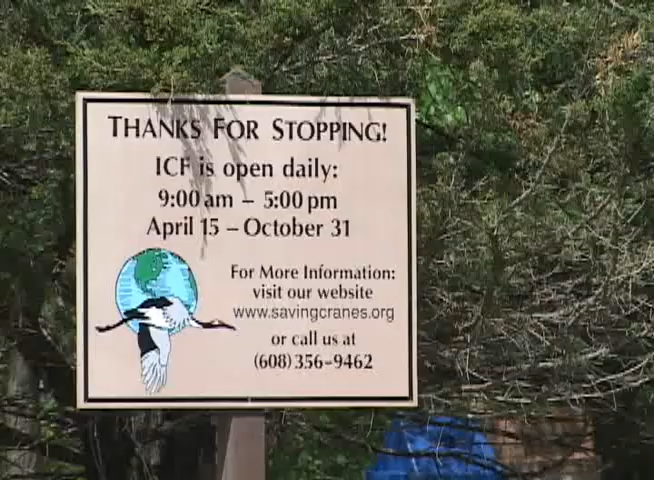 THANKS FOR STOPPING!
ICF is open daily:
9:00 am – 5:00 pm
April 15 – October 31
For More Information:
visit our website
www.savingcranes.org
or call us at
(608) 356-9462